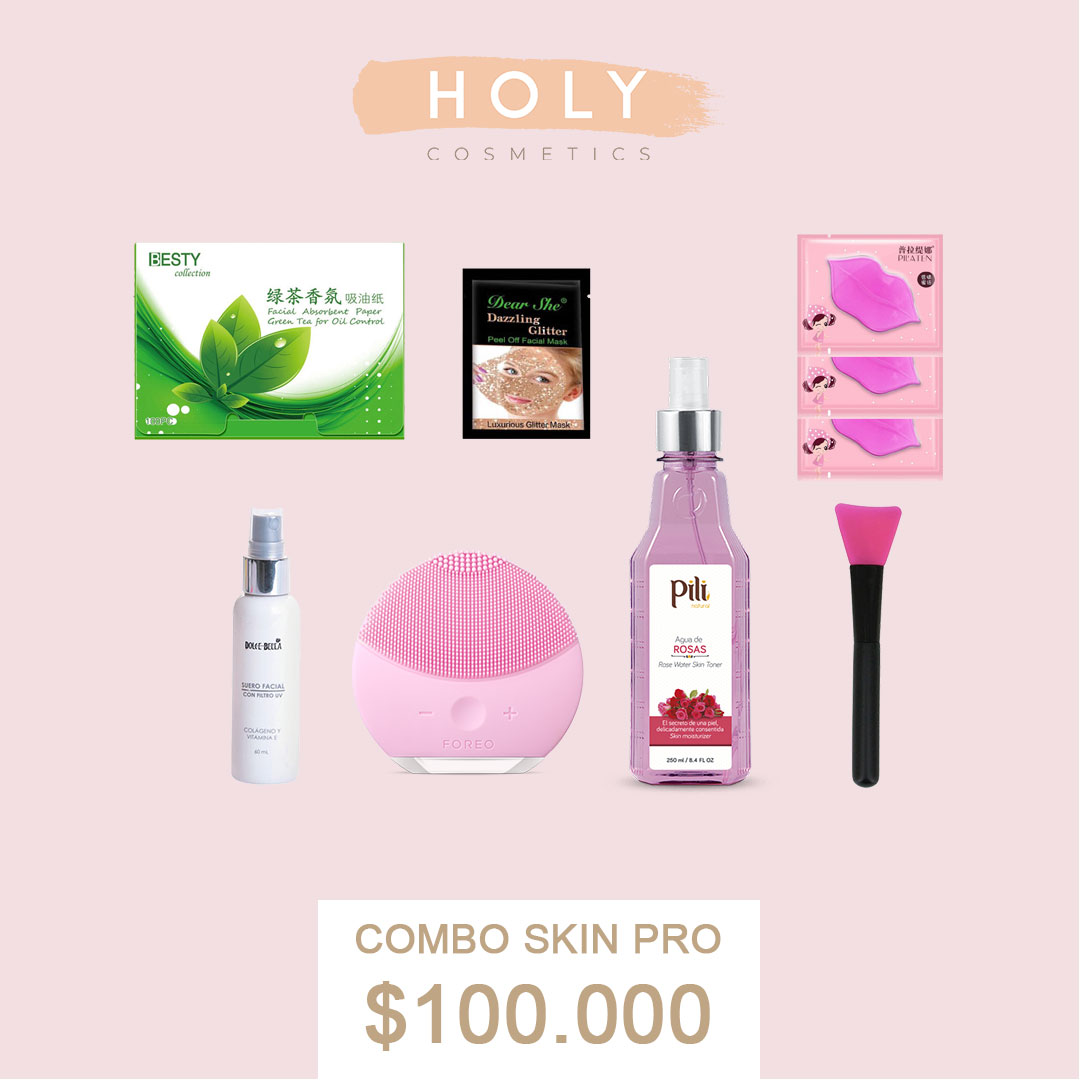 HOLY
COSMETICS
BESTY
collection
绿茶香氛 吸油纸
Facial Absorbent Paper
Green Tea for Oil Control
100PC
Dear She®
Dazzling
Glitter
Peel Off Facial Mask
Luxurious Glitter Mask
PIL'ATEN
DOLCE BELLA
SUERO FACIAL
CON FILTRO UV
COLÁGENO Y
VITAMINA E
60 mL
FOREO
Pili
natural
Agua de
ROSAS
Rose Water Skin Toner
El secreto de una piel,
delicadamente consentida
Skin moisturizer
250 ml / 8.4 FL OZ
COMBO SKIN PRO
$100.000